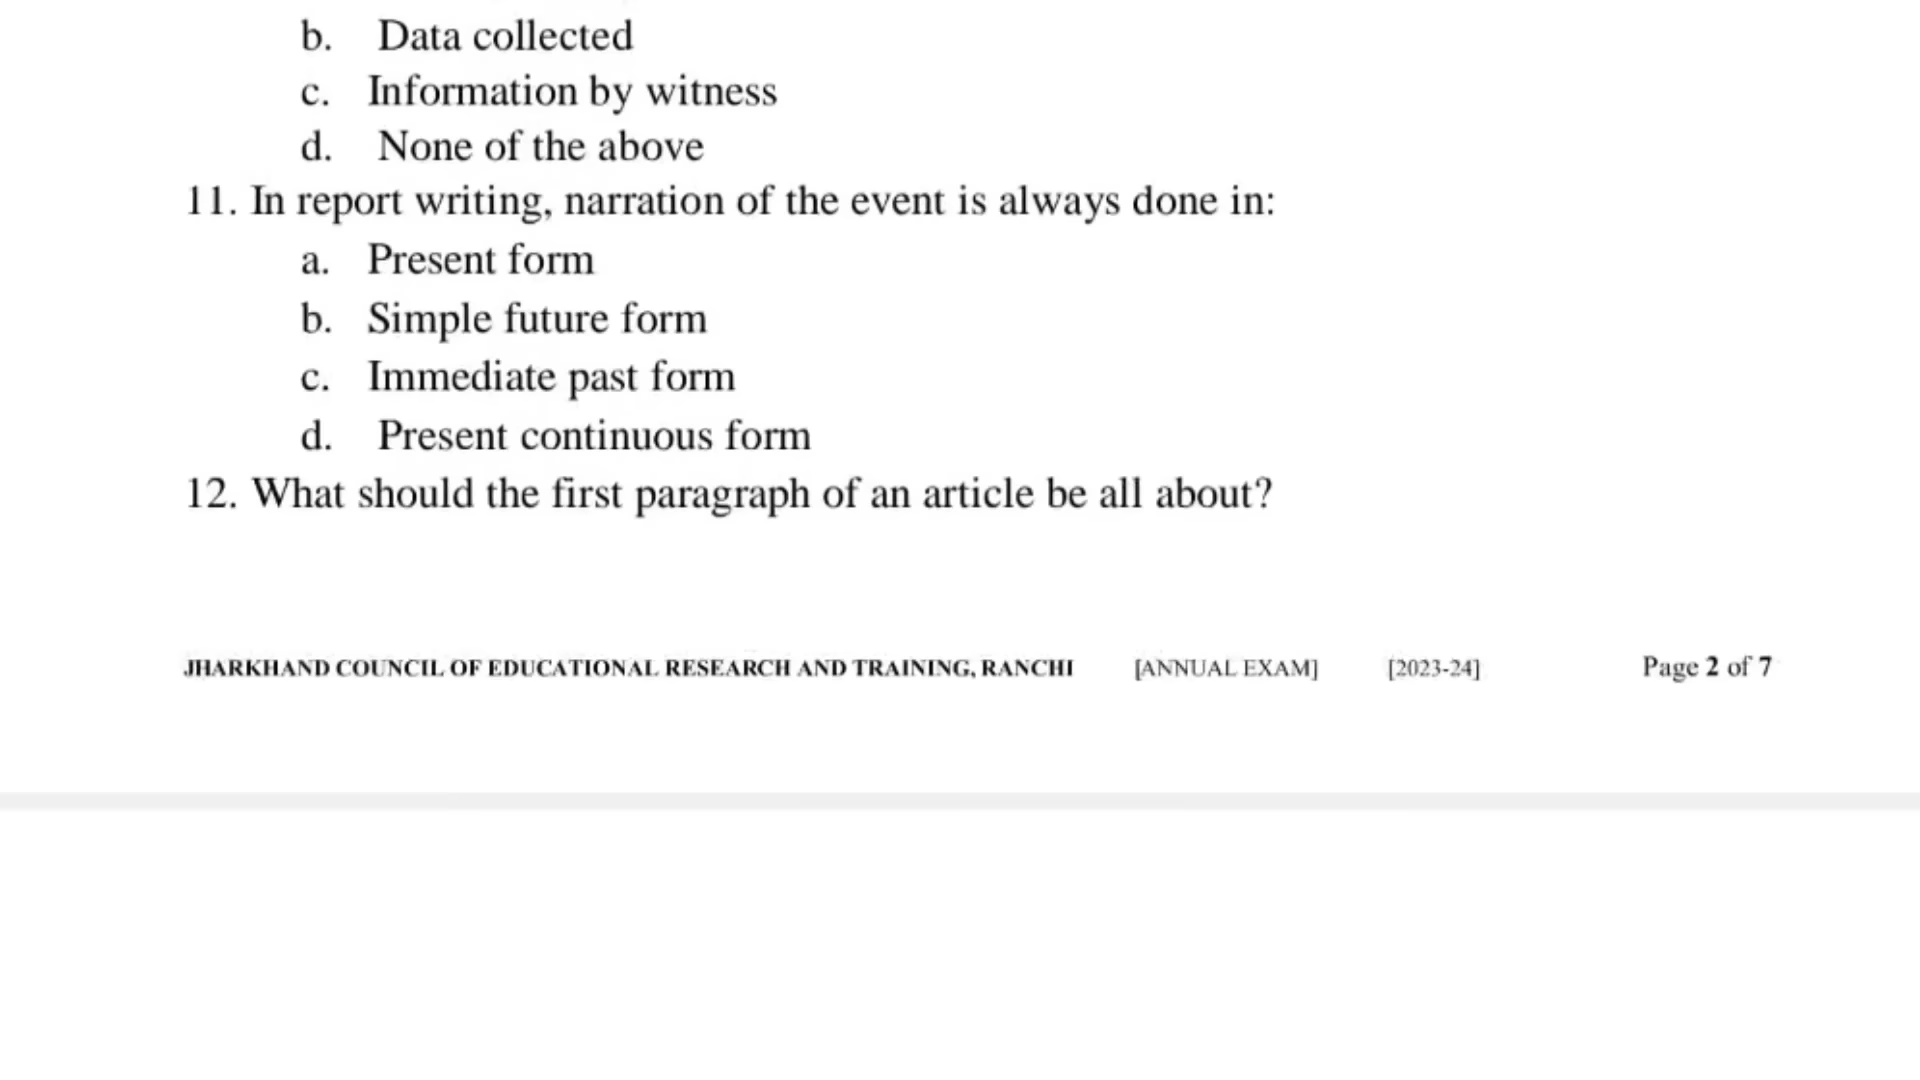 b. Data collected
c. Information by witness
d. None of the above
11. In report writing, narration of the event is always done in:
a. Present form
b. Simple future form
c. Immediate past form
d. Present continuous form
12. What should the first paragraph of an article be all about?
JHARKHAND COUNCIL OF EDUCATIONAL RESEARCH AND TRAINING, RANCHI [ANNUAL EXAM] [2023-24] Page 2 of 7